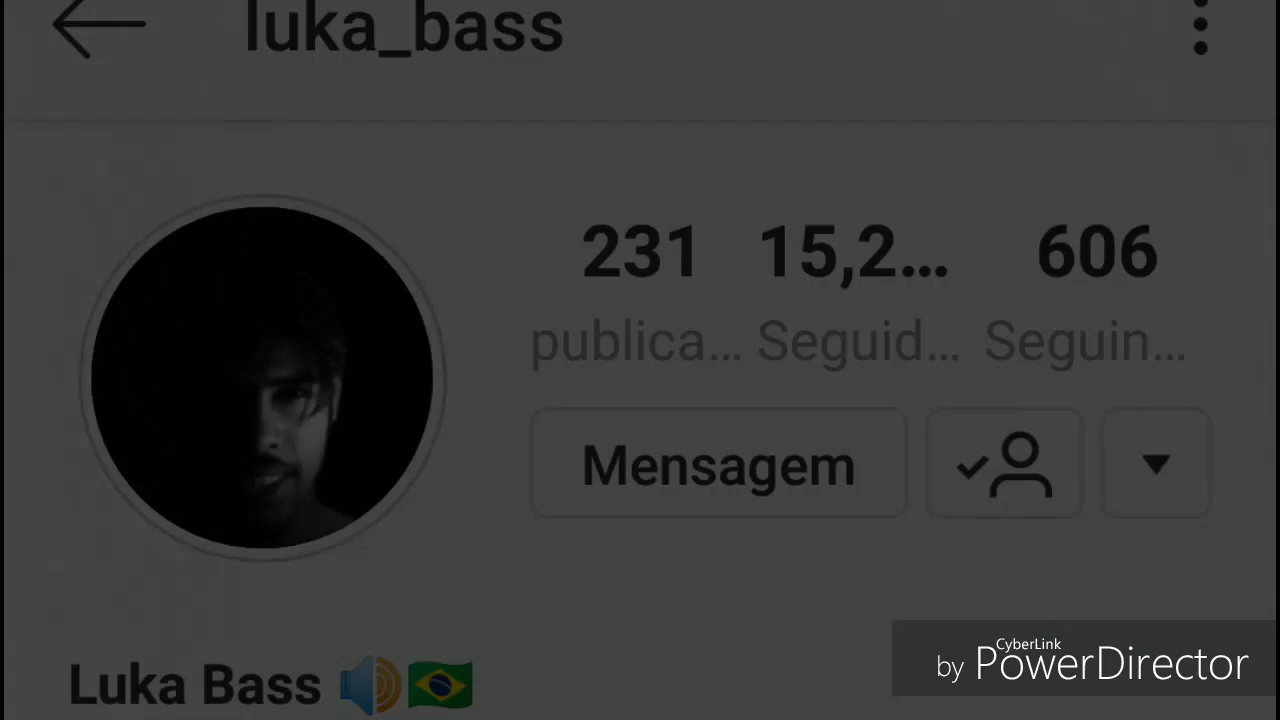 luka_bass
231 15,2... 606
publica... Seguid... Seguin...
Mensagem
Luka Bass 🔊🇧🇷
CyberLink
by PowerDirector